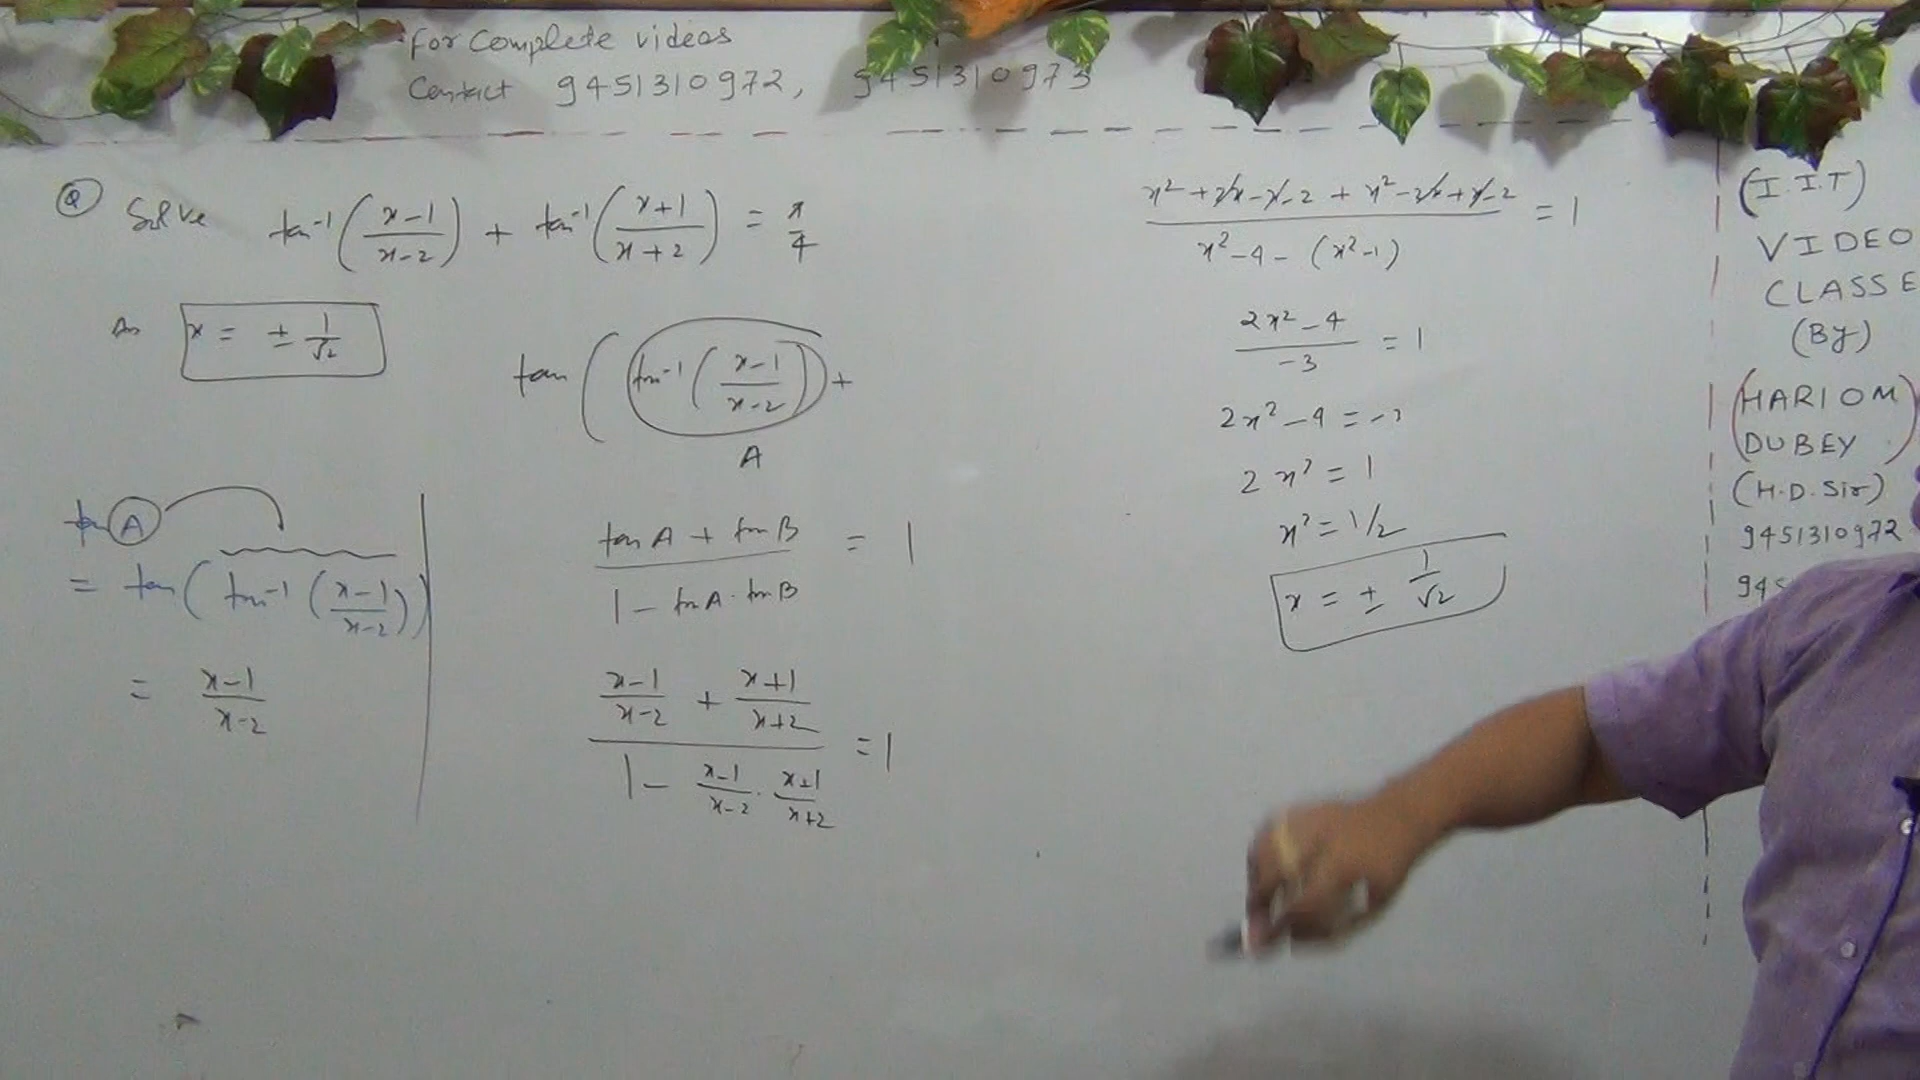 For Complete videos
Contact 9451310972, 9451310973
Q Solve tan⁻¹((x-1)/(x-2)) + tan⁻¹((x+1)/(x+2)) = π/4
An x = ± 1/√2
tan (tan⁻¹((x-1)/(x-2)) +
A
tan A
= tan (tan⁻¹((x-1)/(x-2)))
= (x-1)/(x-2)
(tan A + tan B)/(1 - tan A · tan B) = 1
((x-1)/(x-2) + (x+1)/(x+2))/(1 - (x-1)/(x-2) · (x+1)/(x+2)) = 1
(x² + 2x - x - 2 + x² - 2x + x - 2)/(x² - 4 - (x² - 1)) = 1
(2x² - 4)/(-3) = 1
2x² - 4 = -3
2x² = 1
x² = 1/2
x = ± 1/√2
(I.I.T)
VIDEO
CLASSE
(By)
(HARIOM
DUBEY)
(H.D. Sir)
9451310972
945